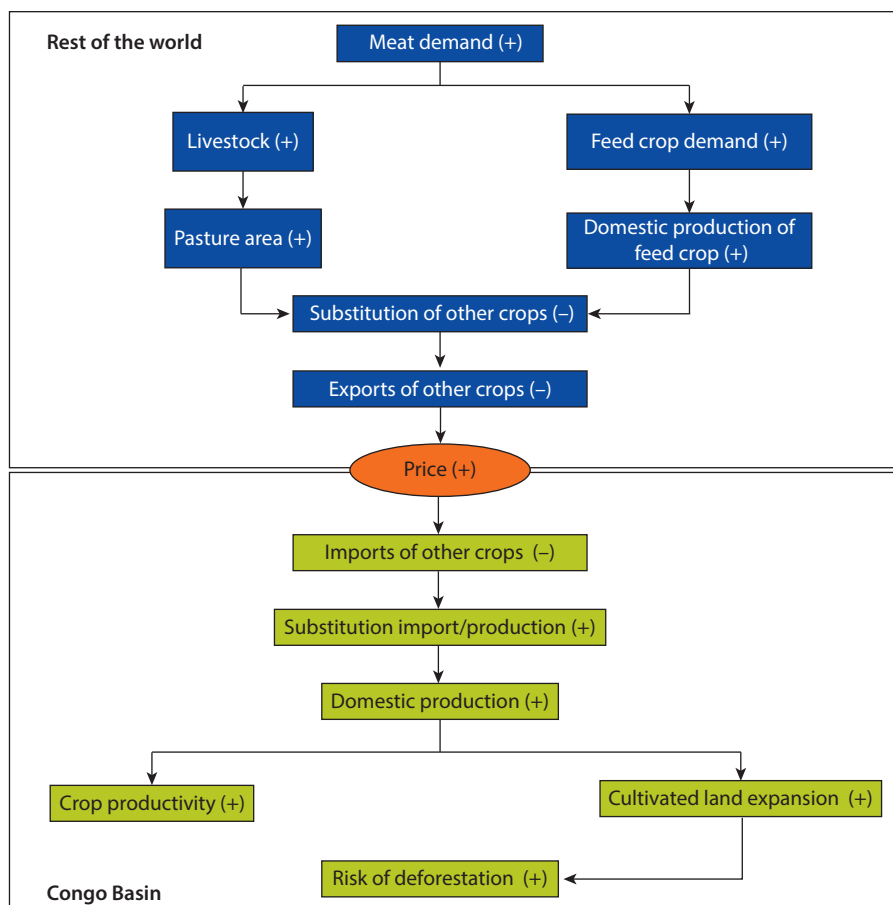 Rest of the world
Meat demand (+)
Livestock (+)
Feed crop demand (+)
Pasture area (+)
Domestic production of
feed crop (+)
Substitution of other crops (–)
Exports of other crops (–)
Price (+)
Imports of other crops (–)
Substitution import/production (+)
Domestic production (+)
Crop productivity (+)
Cultivated land expansion (+)
Risk of deforestation (+)
Congo Basin